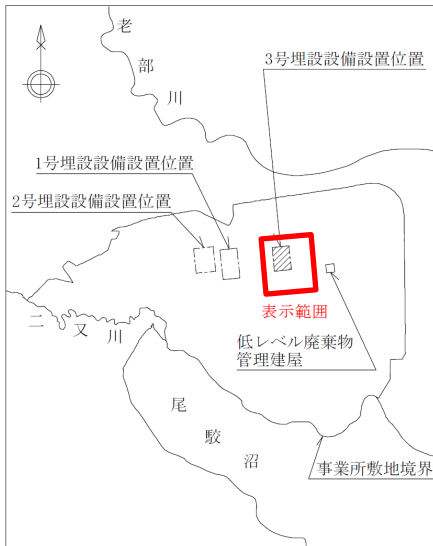 老部川
3号埋設設備設置位置
1号埋設設備設置位置
2号埋設設備設置位置
表示範囲
二又川
低レベル廃棄物
管理建屋
尾駮沼
事業所敷地境界